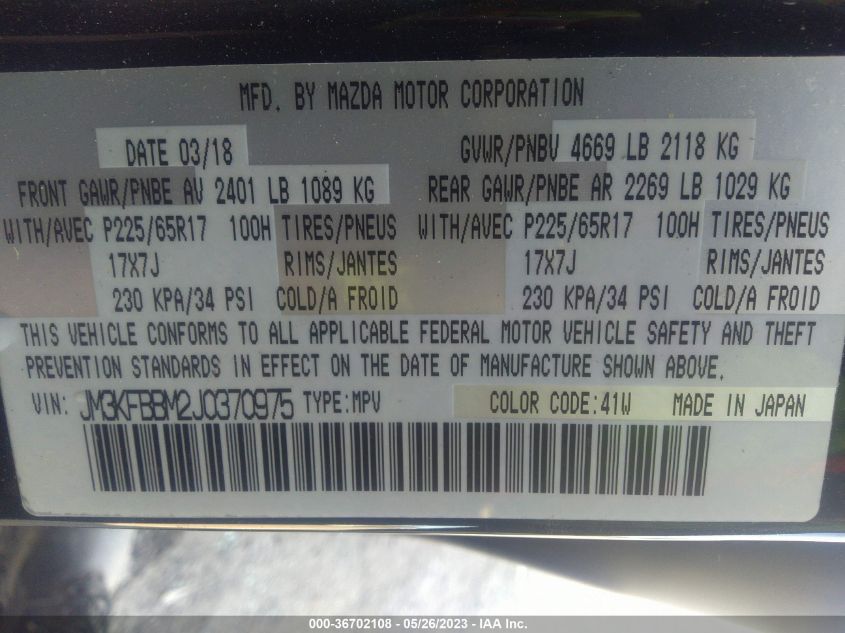 MFD. BY MAZDA MOTOR CORPORATION
DATE 03/18 GVWR/PNBV 4669 LB 2118 KG
FRONT GAWR/PNBE AV 2401 LB 1089 KG REAR GAWR/PNBE AR 2269 LB 1029 KG
WITH/AVEC P225/65R17 100H TIRES/PNEUS WITH/AVEC P225/65R17 100H TIRES/PNEUS
17X7J RIMS/JANTES 17X7J RIMS/JANTES
230 KPA/34 PSI COLD/A FROID 230 KPA/34 PSI COLD/A FROID
THIS VEHICLE CONFORMS TO ALL APPLICABLE FEDERAL MOTOR VEHICLE SAFETY AND THEFT
PREVENTION STANDARDS IN EFFECT ON THE DATE OF MANUFACTURE SHOWN ABOVE.
VIN: JM3KFBBM2J0370975 TYPE:MPV COLOR CODE:41W MADE IN JAPAN
000-36702108 - 05/26/2023 - IAA Inc.